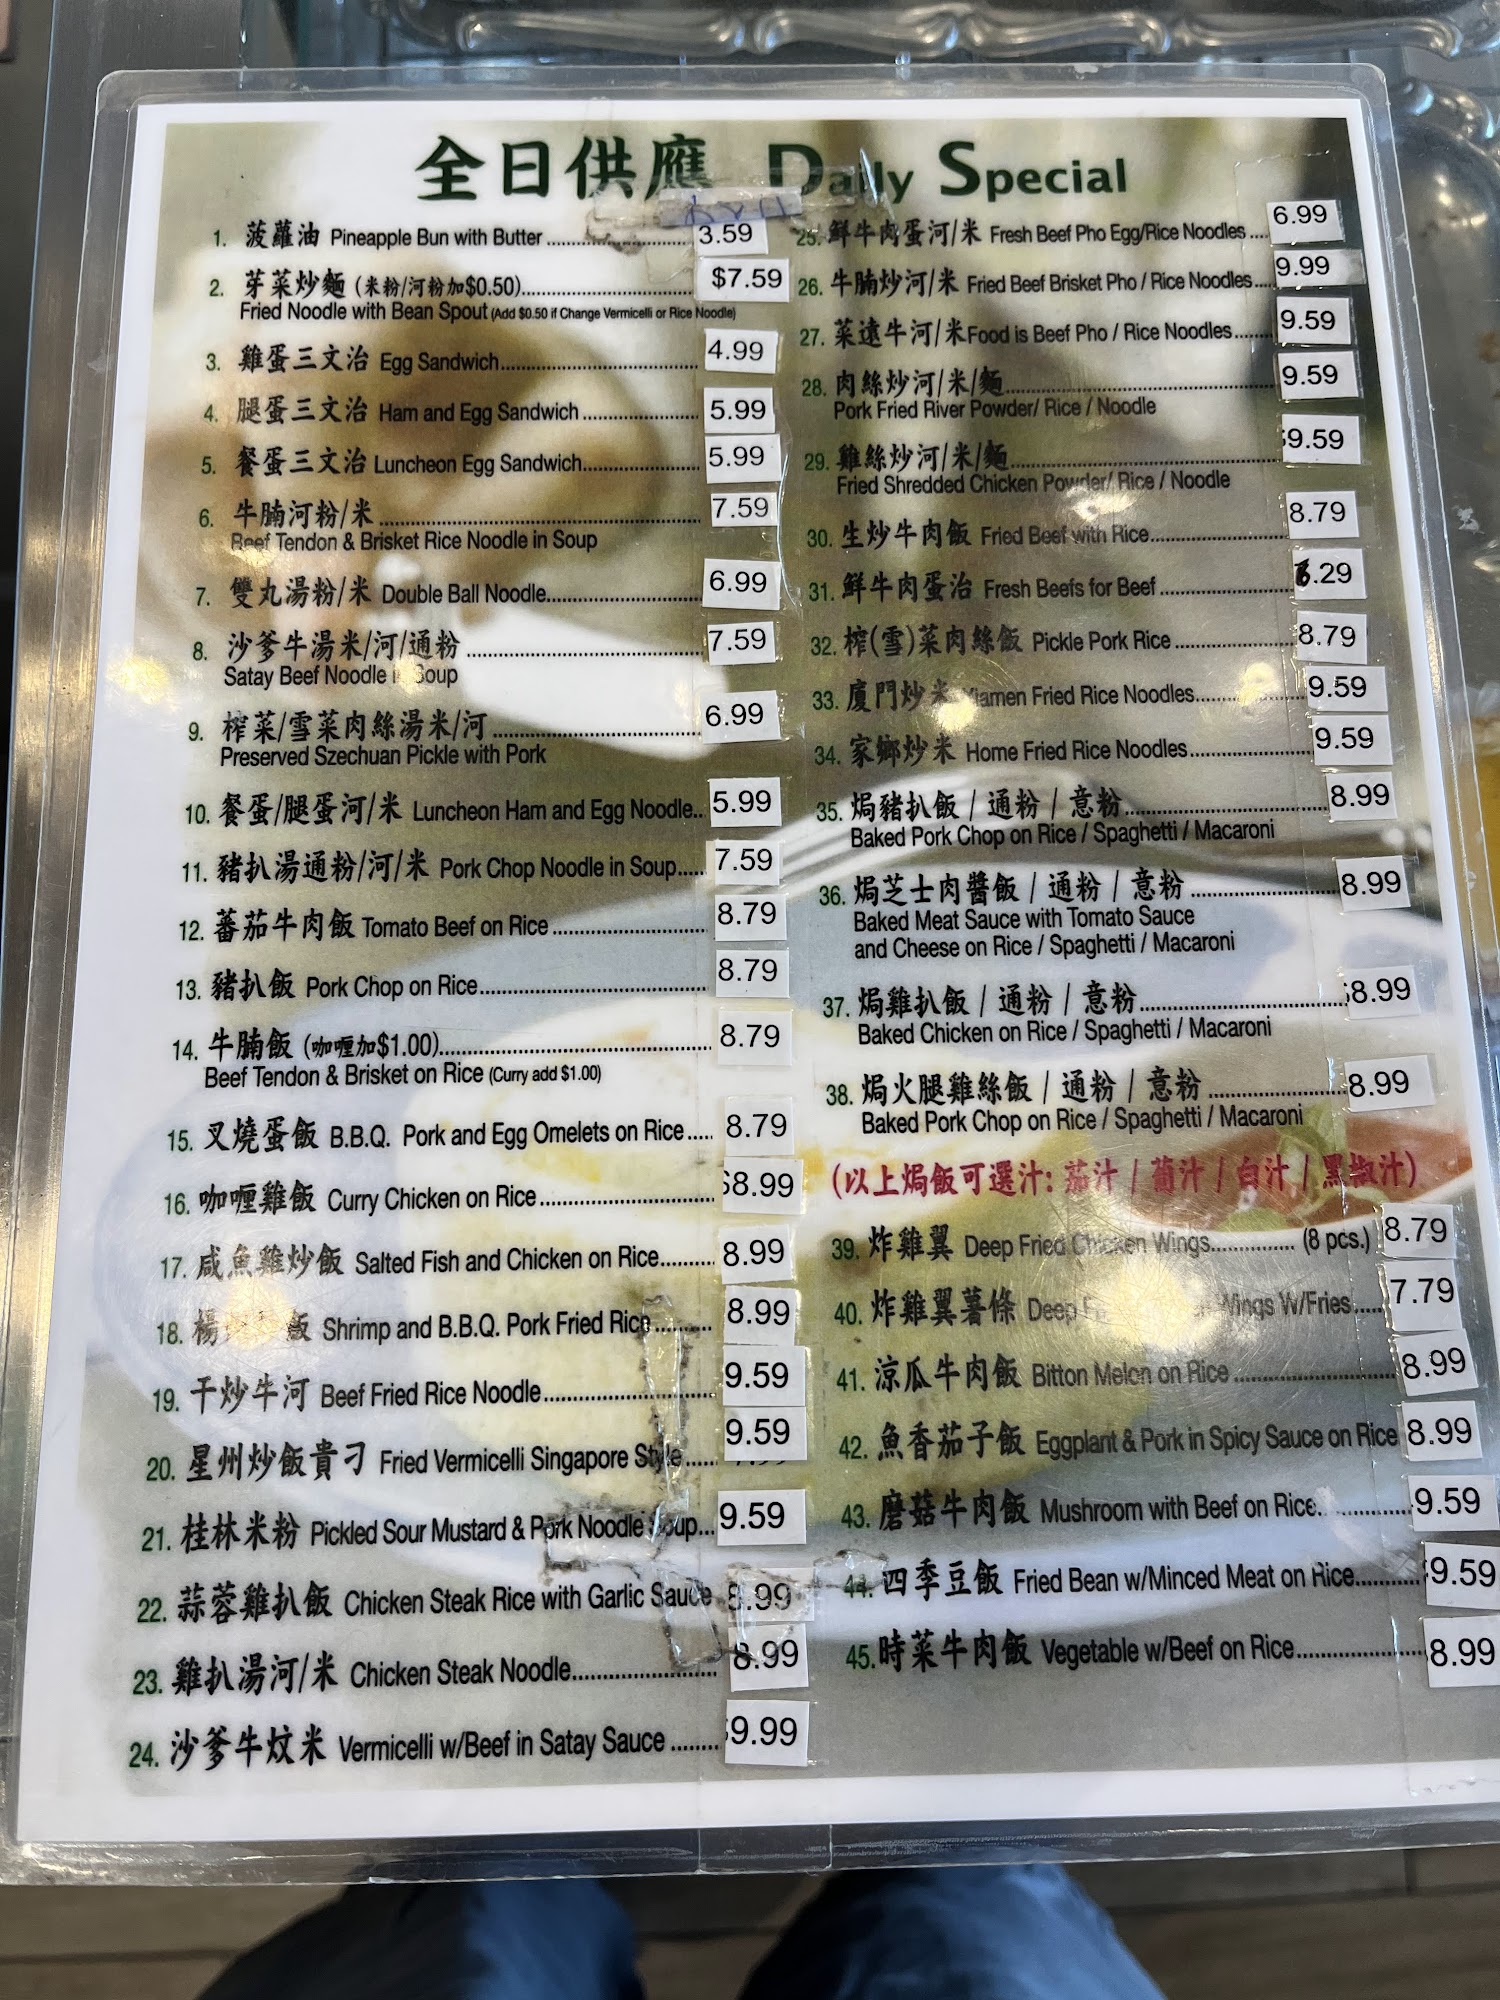 全日供應 Daily Special
1. 菠蘿油 Pineapple Bun with Butter 3.59
2. 芽菜炒麵 (米粉/河粉加$0.50) $7.59
Fried Noodle with Bean Spout (Add $0.50 if Change Vermicelli or Rice Noodle)
3. 雞蛋三文治 Egg Sandwich 4.99
4. 腿蛋三文治 Ham and Egg Sandwich 5.99
5. 餐蛋三文治 Luncheon Egg Sandwich 5.99
6. 牛腩河粉/米 7.59
Beef Tendon & Brisket Rice Noodle in Soup
7. 雙丸湯粉/米 Double Ball Noodle 6.99
8. 沙爹牛湯米/河/通粉 7.59
Satay Beef Noodle in Soup
9. 榨菜/雪菜肉絲湯米/河 6.99
Preserved Szechuan Pickle with Pork
10. 餐蛋/腿蛋河/米 Luncheon Ham and Egg Noodle 5.99
11. 豬扒湯通粉/河/米 Pork Chop Noodle in Soup 7.59
12. 蕃茄牛肉飯 Tomato Beef on Rice 8.79
13. 豬扒飯 Pork Chop on Rice 8.79
14. 牛腩飯 (咖喱加$1.00) 8.79
Beef Tendon & Brisket on Rice (Curry add $1.00)
15. 叉燒蛋飯 B.B.Q. Pork and Egg Omelets on Rice 8.79
16. 咖喱雞飯 Curry Chicken on Rice $8.99
17. 咸魚雞炒飯 Salted Fish and Chicken on Rice 8.99
18. 楊 飯 Shrimp and B.B.Q. Pork Fried Rice 8.99
19. 干炒牛河 Beef Fried Rice Noodle 9.59
20. 星州炒飯貴刁 Fried Vermicelli Singapore Style 9.59
21. 桂林米粉 Pickled Sour Mustard & Pork Noodle Soup 9.59
22. 蒜蓉雞扒飯 Chicken Steak Rice with Garlic Sauce 8.99
23. 雞扒湯河/米 Chicken Steak Noodle 8.99
24. 沙爹牛炆米 Vermicelli w/Beef in Satay Sauce $9.99
25. 鮮牛肉蛋河/米 Fresh Beef Pho Egg/Rice Noodles 6.99
26. 牛腩炒河/米 Fried Beef Brisket Pho / Rice Noodles 9.99
27. 菜遠牛河/米 Food is Beef Pho / Rice Noodles 9.59
28. 肉絲炒河/米/麵 9.59
Pork Fried River Powder/ Rice / Noodle
29. 雞絲炒河/米/麵 $9.59
Fried Shredded Chicken Powder/ Rice / Noodle
30. 生炒牛肉飯 Fried Beef with Rice 8.79
31. 鮮牛肉蛋治 Fresh Beefs for Beef .29
32. 榨(雪)菜肉絲飯 Pickle Pork Rice 8.79
33. 廈門炒米 Xiamen Fried Rice Noodles 9.59
34. 家鄉炒米 Home Fried Rice Noodles 9.59
35. 焗豬扒飯 / 通粉 / 意粉 8.99
Baked Pork Chop on Rice / Spaghetti / Macaroni
36. 焗芝士肉醬飯 / 通粉 / 意粉 8.99
Baked Meat Sauce with Tomato Sauce
and Cheese on Rice / Spaghetti / Macaroni
37. 焗雞扒飯 / 通粉 / 意粉 $8.99
Baked Chicken on Rice / Spaghetti / Macaroni
38. 焗火腿雞絲飯 / 通粉 / 意粉 8.99
Baked Pork Chop on Rice / Spaghetti / Macaroni
(以上焗飯可選汁: 茄汁 / 葡汁 / 白汁 / 黑椒汁)
39. 炸雞翼 Deep Fried Chicken Wings (8 pcs.) 8.79
40. 炸雞翼薯條 Deep Wings W/Fries 7.79
41. 涼瓜牛肉飯 Bitton Melon on Rice 8.99
42. 魚香茄子飯 Eggplant & Pork in Spicy Sauce on Rice 8.99
43. 磨菇牛肉飯 Mushroom with Beef on Rice 9.59
44. 四季豆飯 Fried Bean w/Minced Meat on Rice $9.59
45. 時菜牛肉飯 Vegetable w/Beef on Rice 8.99